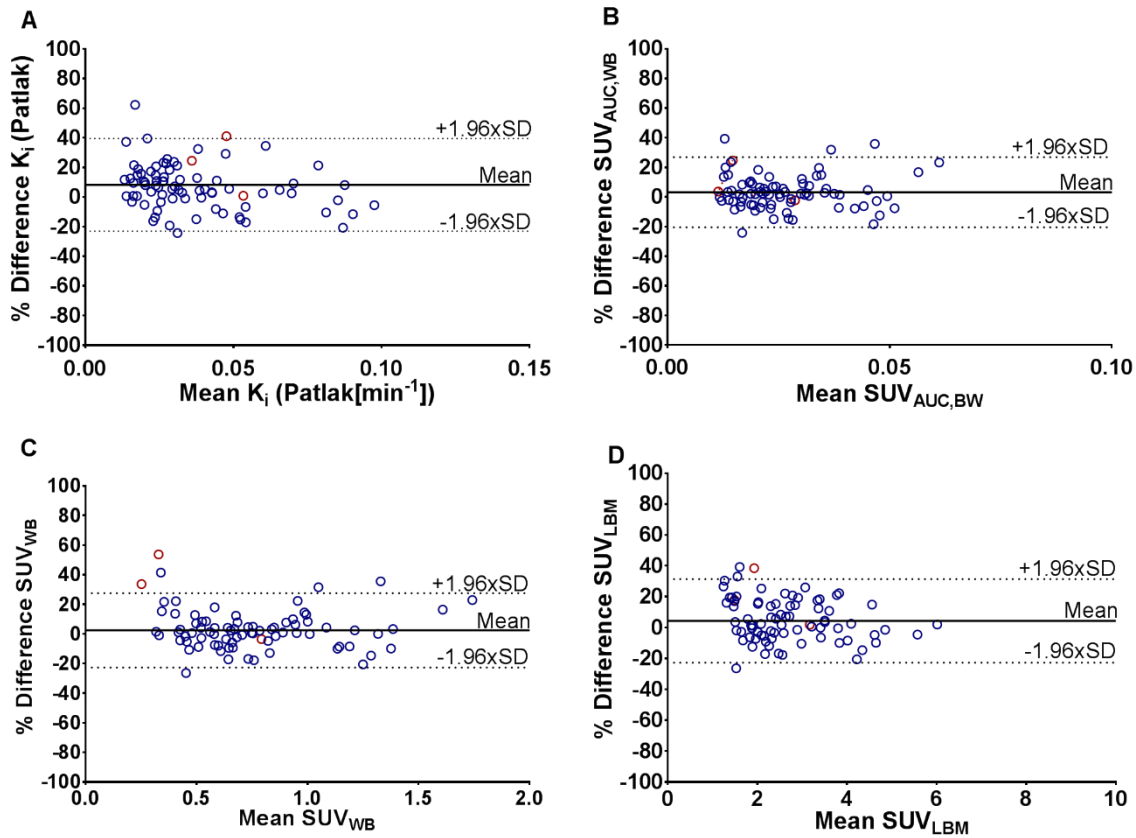 A
100
80
60
40
20
0
-20
-40
-60
-80
-100
% Difference Ki (Patlak)
+1.96xSD
Mean
-1.96xSD
0.00
0.05
0.10
0.15
Mean Ki (Patlak[min-1])
B
100
80
60
40
20
0
-20
-40
-60
-80
-100
% Difference SUVAUC,WB
+1.96xSD
Mean
-1.96xSD
0.00
0.05
0.10
Mean SUVAUC,BW
C
100
80
60
40
20
0
-20
-40
-60
-80
-100
% Difference SUVWB
+1.96xSD
Mean
-1.96xSD
0.0
0.5
1.0
1.5
2.0
Mean SUVWB
D
100
80
60
40
20
0
-20
-40
-60
-80
-100
% Difference SUVLBM
+1.96xSD
Mean
-1.96xSD
0
2
4
6
8
10
Mean SUVLBM